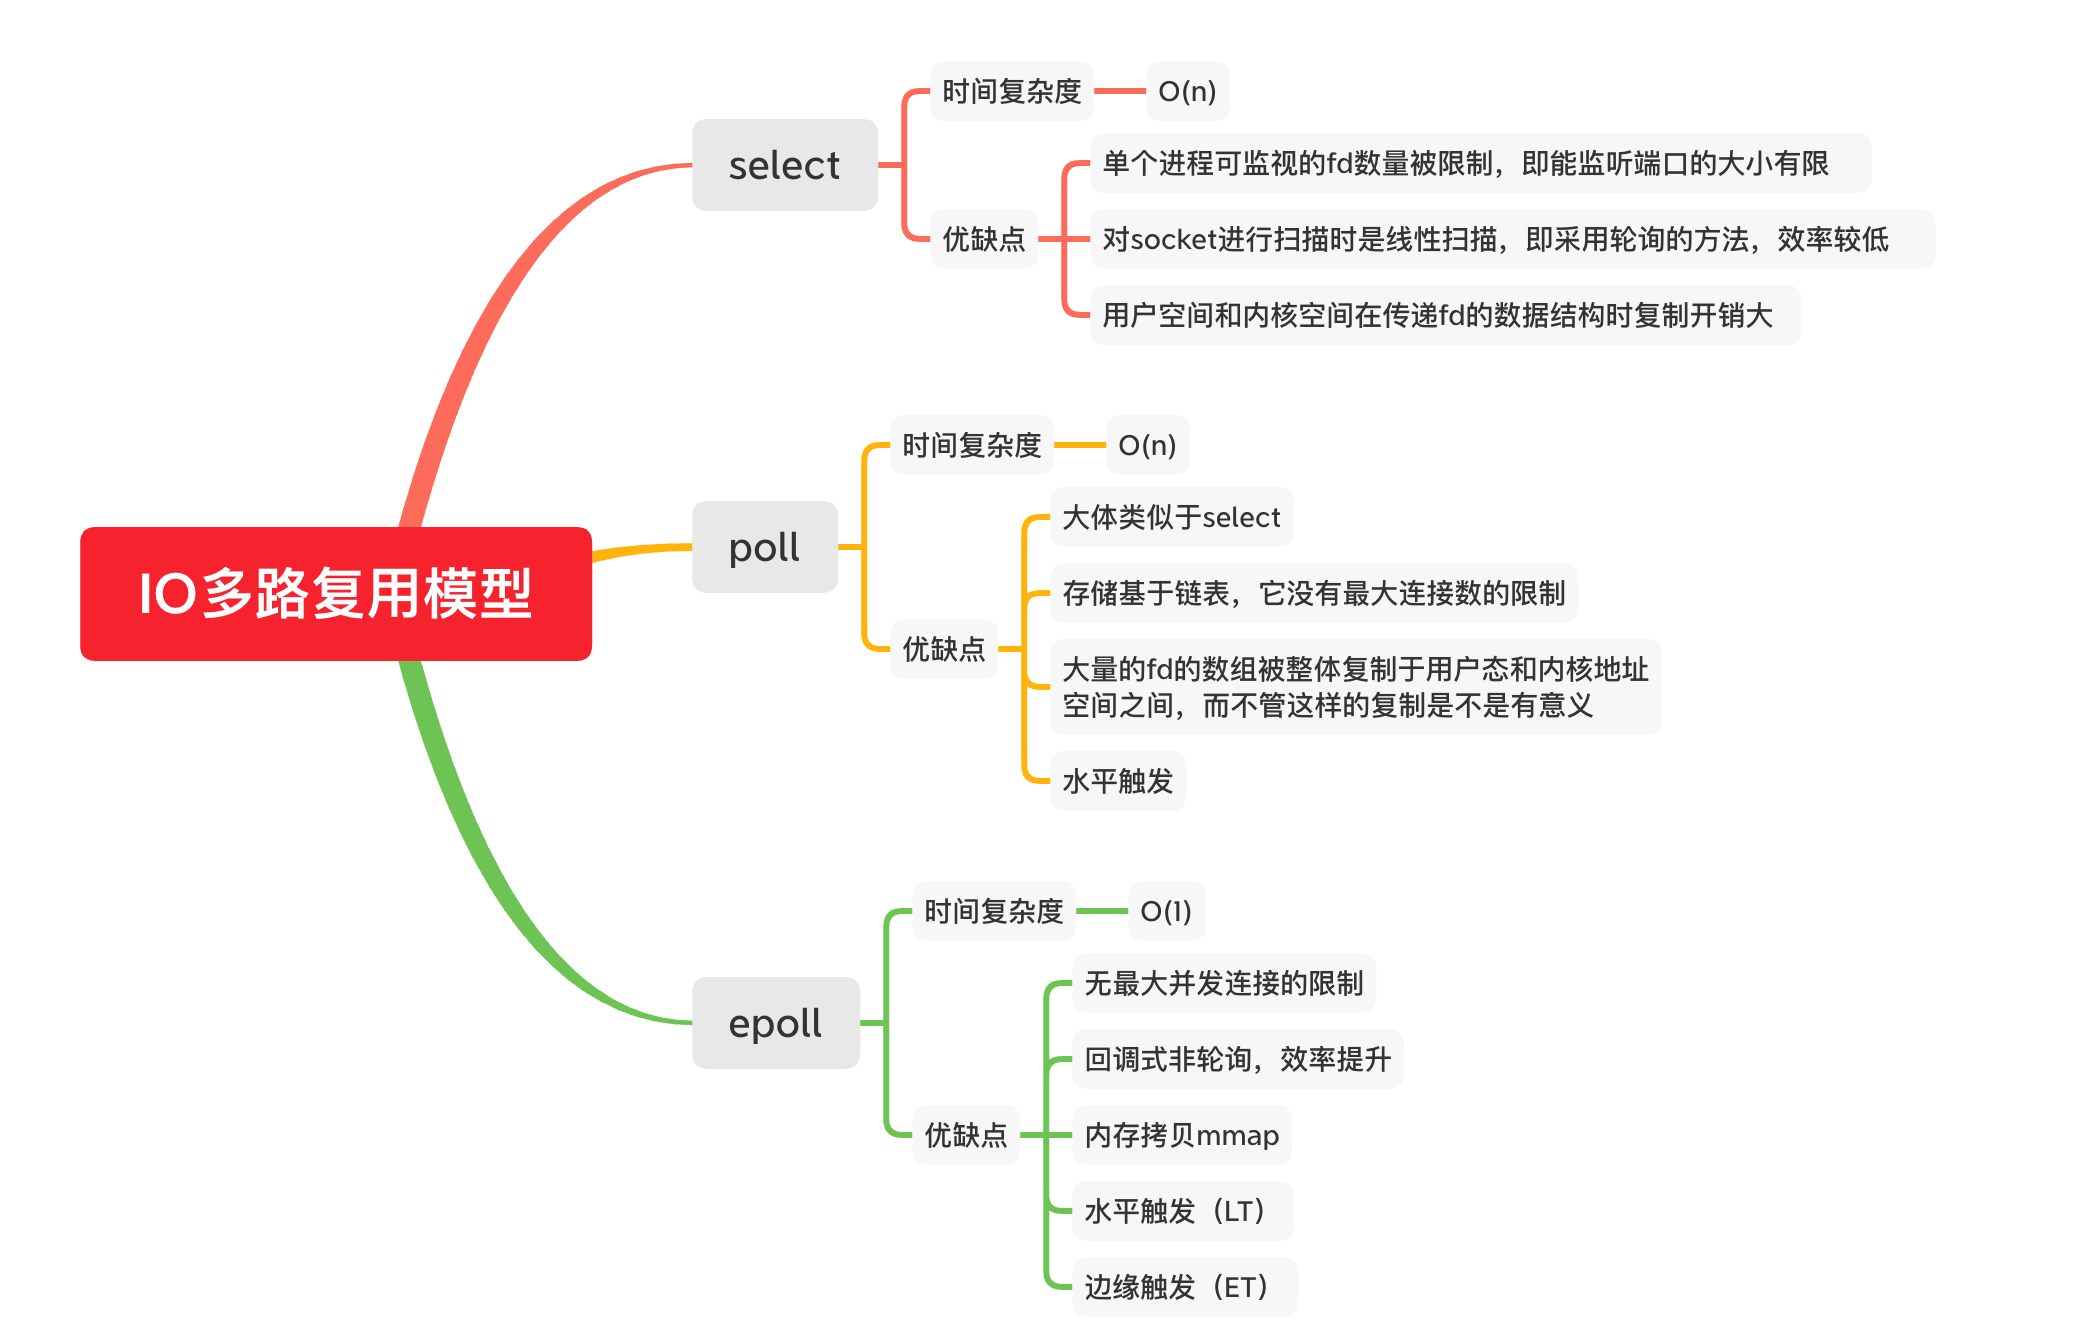 IO多路复用模型
select
时间复杂度
O(n)
优缺点
单个进程可监视的fd数量被限制，即能监听端口的大小有限
对socket进行扫描时是线性扫描，即采用轮询的方法，效率较低
用户空间和内核空间在传递fd的数据结构时复制开销大
poll
时间复杂度
O(n)
优缺点
大体类似于select
存储基于链表，它没有最大连接数的限制
大量的fd的数组被整体复制于用户态和内核地址
空间之间，而不管这样的复制是不是有意义
水平触发
epoll
时间复杂度
O(1)
优缺点
无最大并发连接的限制
回调式非轮询，效率提升
内存拷贝mmap
水平触发（LT）
边缘触发（ET）